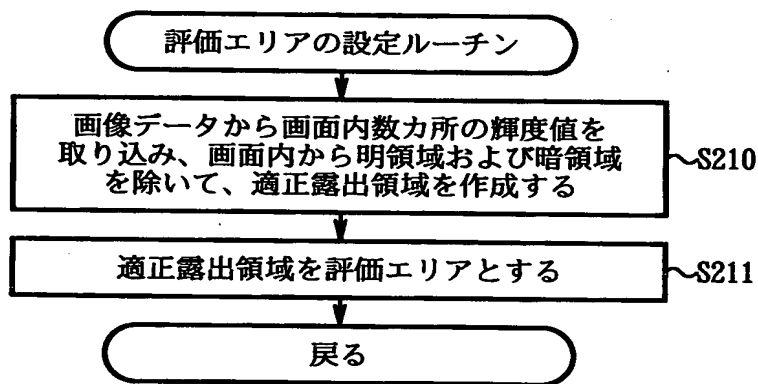 評価エリアの設定ルーチン
画像データから画面内数カ所の輝度値を
取り込み、画面内から明領域および暗領域
を除いて、適正露出領域を作成する
S210
適正露出領域を評価エリアとする
S211
戻る